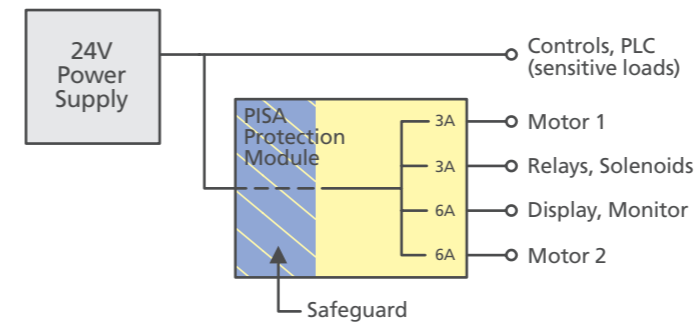 24V
Power
Supply
Controls, PLC
(sensitive loads)
PISA
Protection
Module
3A
Motor 1
3A
Relays, Solenoids
6A
Display, Monitor
6A
Motor 2
Safeguard